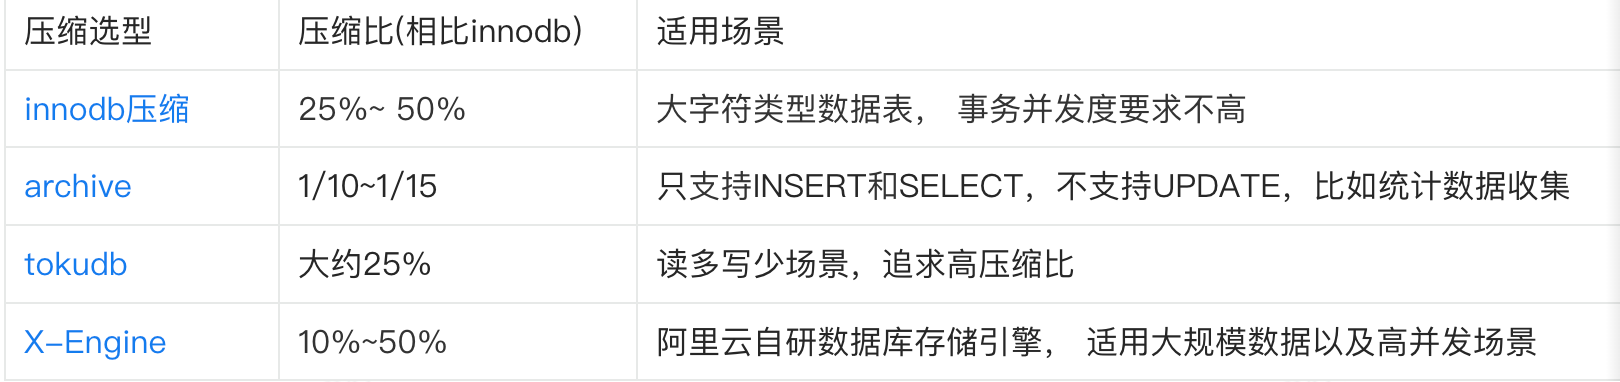 压缩选型 压缩比(相比innodb) 适用场景
innodb压缩 25%~ 50% 大字符类型数据表， 事务并发度要求不高
archive 1/10~1/15 只支持INSERT和SELECT，不支持UPDATE，比如统计数据收集
tokudb 大约25% 读多写少场景，追求高压缩比
X-Engine 10%~50% 阿里云自研数据库存储引擎， 适用大规模数据以及高并发场景